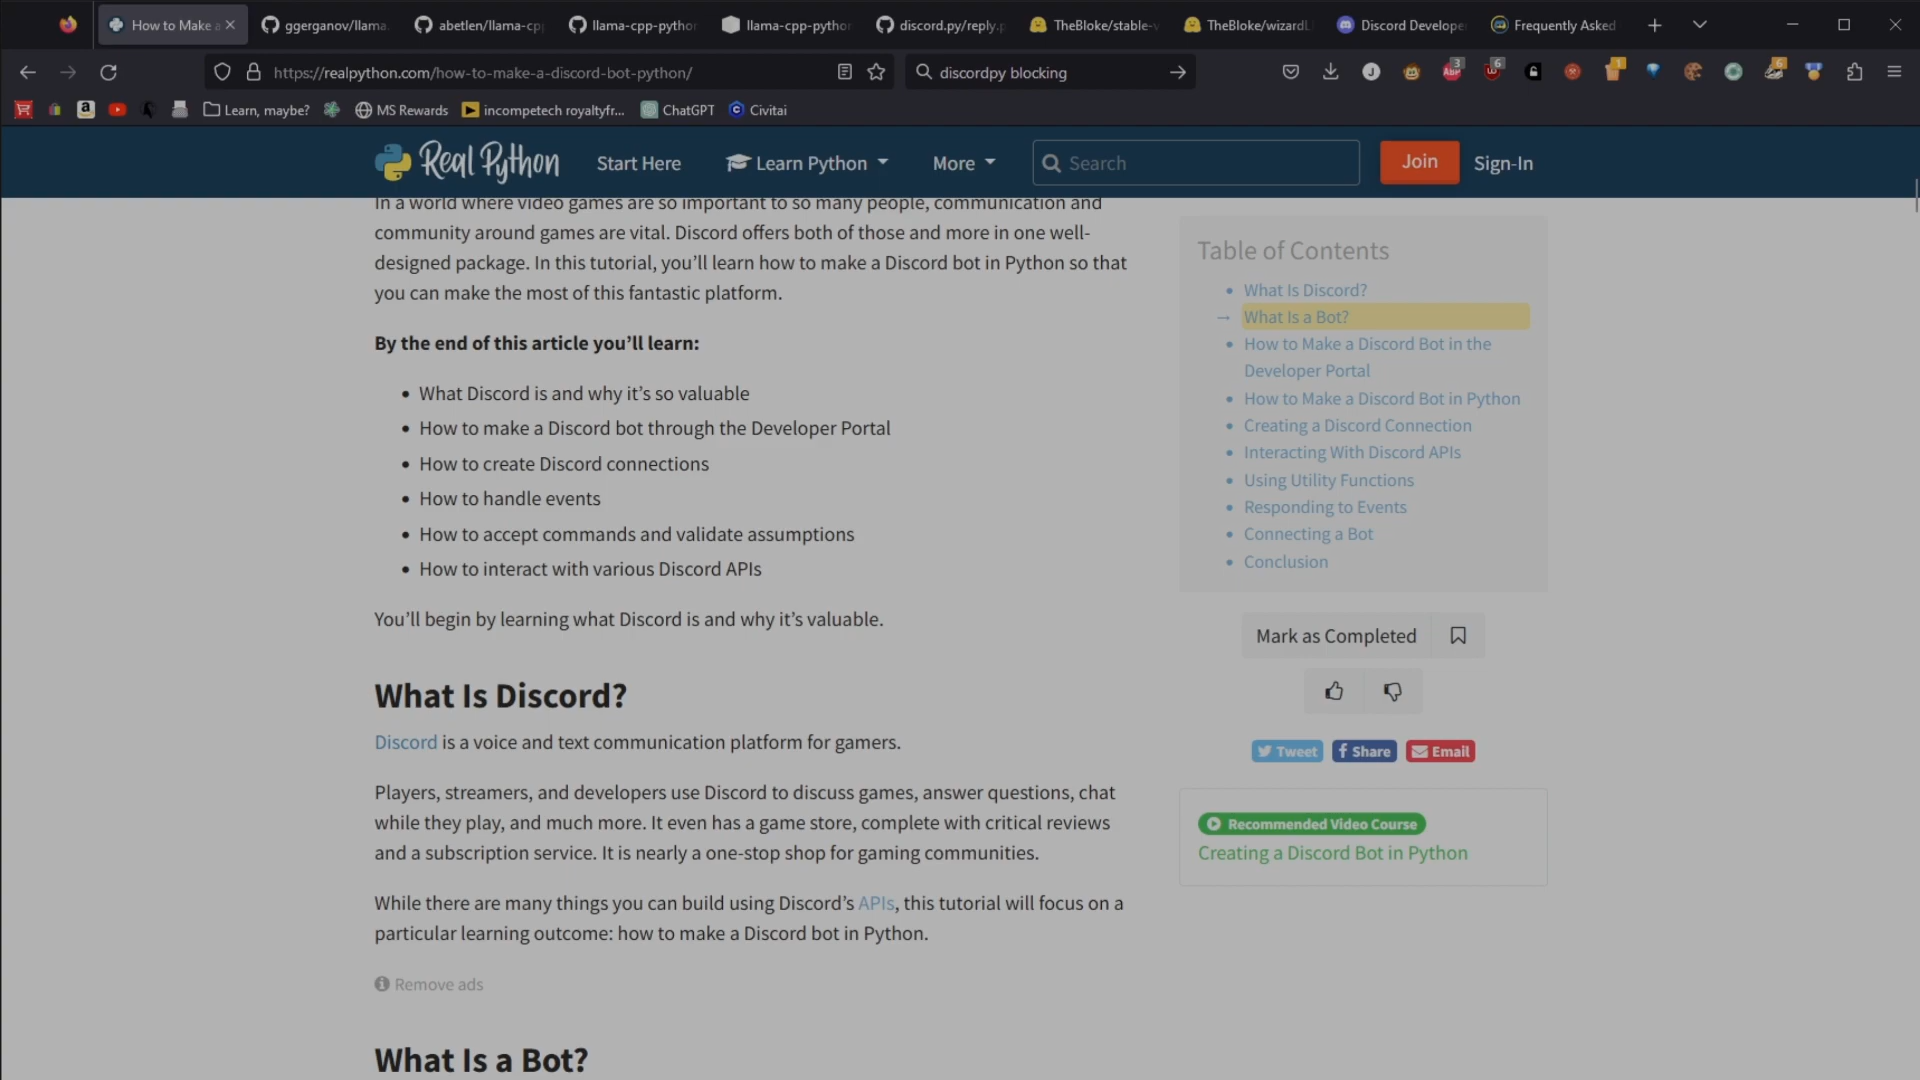 How to Make a
ggerganov/llama.
abetlen/llama-cpp
llama-cpp-python
llama-cpp-python
discord.py/reply.p
TheBloke/stable-v
TheBloke/wizardL
Discord Develope
Frequently Asked
https://realpython.com/how-to-make-a-discord-bot-python/
discordpy blocking
3
6
1
6
Learn, maybe?
MS Rewards
incompetech royaltyfr...
ChatGPT
Civitai
Real Python
Start Here
Learn Python
More
Search
Join
Sign-In
In a world where video games are so important to so many people, communication and
community around games are vital. Discord offers both of those and more in one well-
designed package. In this tutorial, you’ll learn how to make a Discord bot in Python so that
you can make the most of this fantastic platform.
By the end of this article you’ll learn:
• What Discord is and why it’s so valuable
• How to make a Discord bot through the Developer Portal
• How to create Discord connections
• How to handle events
• How to accept commands and validate assumptions
• How to interact with various Discord APIs
You’ll begin by learning what Discord is and why it’s valuable.
What Is Discord?
Discord is a voice and text communication platform for gamers.
Players, streamers, and developers use Discord to discuss games, answer questions, chat
while they play, and much more. It even has a game store, complete with critical reviews
and a subscription service. It is nearly a one-stop shop for gaming communities.
While there are many things you can build using Discord’s APIs, this tutorial will focus on a
particular learning outcome: how to make a Discord bot in Python.
Remove ads
What Is a Bot?
Table of Contents
• What Is Discord?
→ What Is a Bot?
• How to Make a Discord Bot in the
Developer Portal
• How to Make a Discord Bot in Python
• Creating a Discord Connection
• Interacting With Discord APIs
• Using Utility Functions
• Responding to Events
• Connecting a Bot
• Conclusion
Mark as Completed
Tweet
Share
Email
Recommended Video Course
Creating a Discord Bot in Python